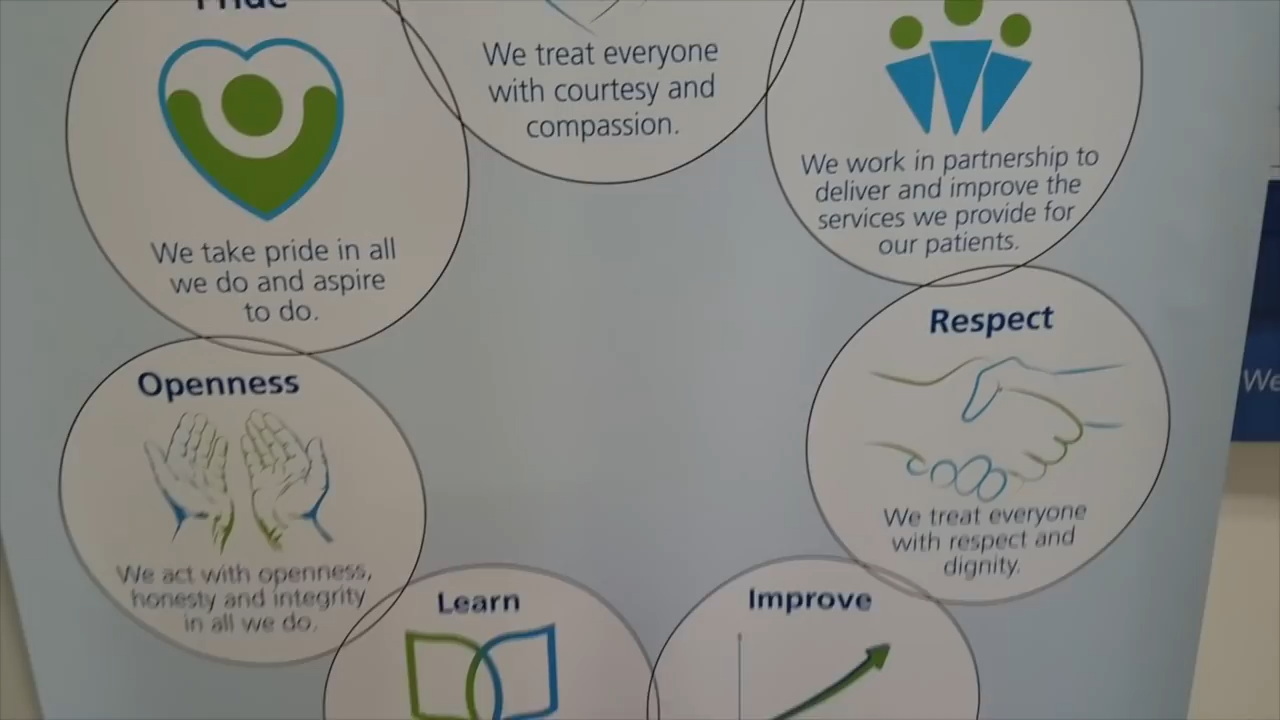 Pride
We take pride in all
we do and aspire
to do.
We treat everyone
with courtesy and
compassion.
We work in partnership to
deliver and improve the
services we provide for
our patients.
Respect
We treat everyone
with respect and
dignity.
Openness
We act with openness,
honesty and integrity
in all we do.
Learn
Improve
We